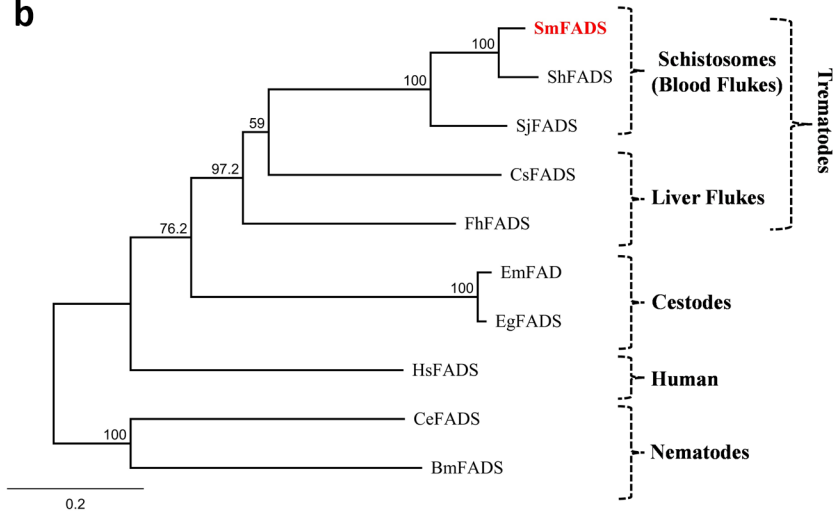 b
SmFADS
100
ShFADS
100
SjFADS
Schistosomes
(Blood Flukes)
Trematodes
59
CsFADS
97.2
FhFADS
Liver Flukes
76.2
EmFAD
100
EgFADS
Cestodes
HsFADS
Human
CeFADS
100
BmFADS
Nematodes
0.2